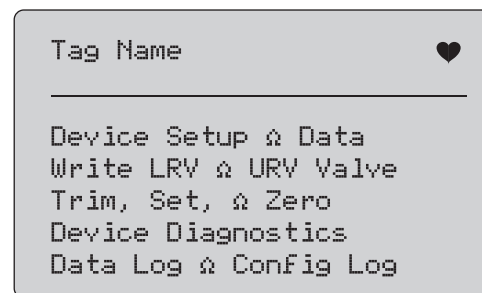 Tag Name ♥
Device Setup Ω Data
Write LRV Ω URV Valve
Trim, Set, Ω Zero
Device Diagnostics
Data Log Ω Config Log